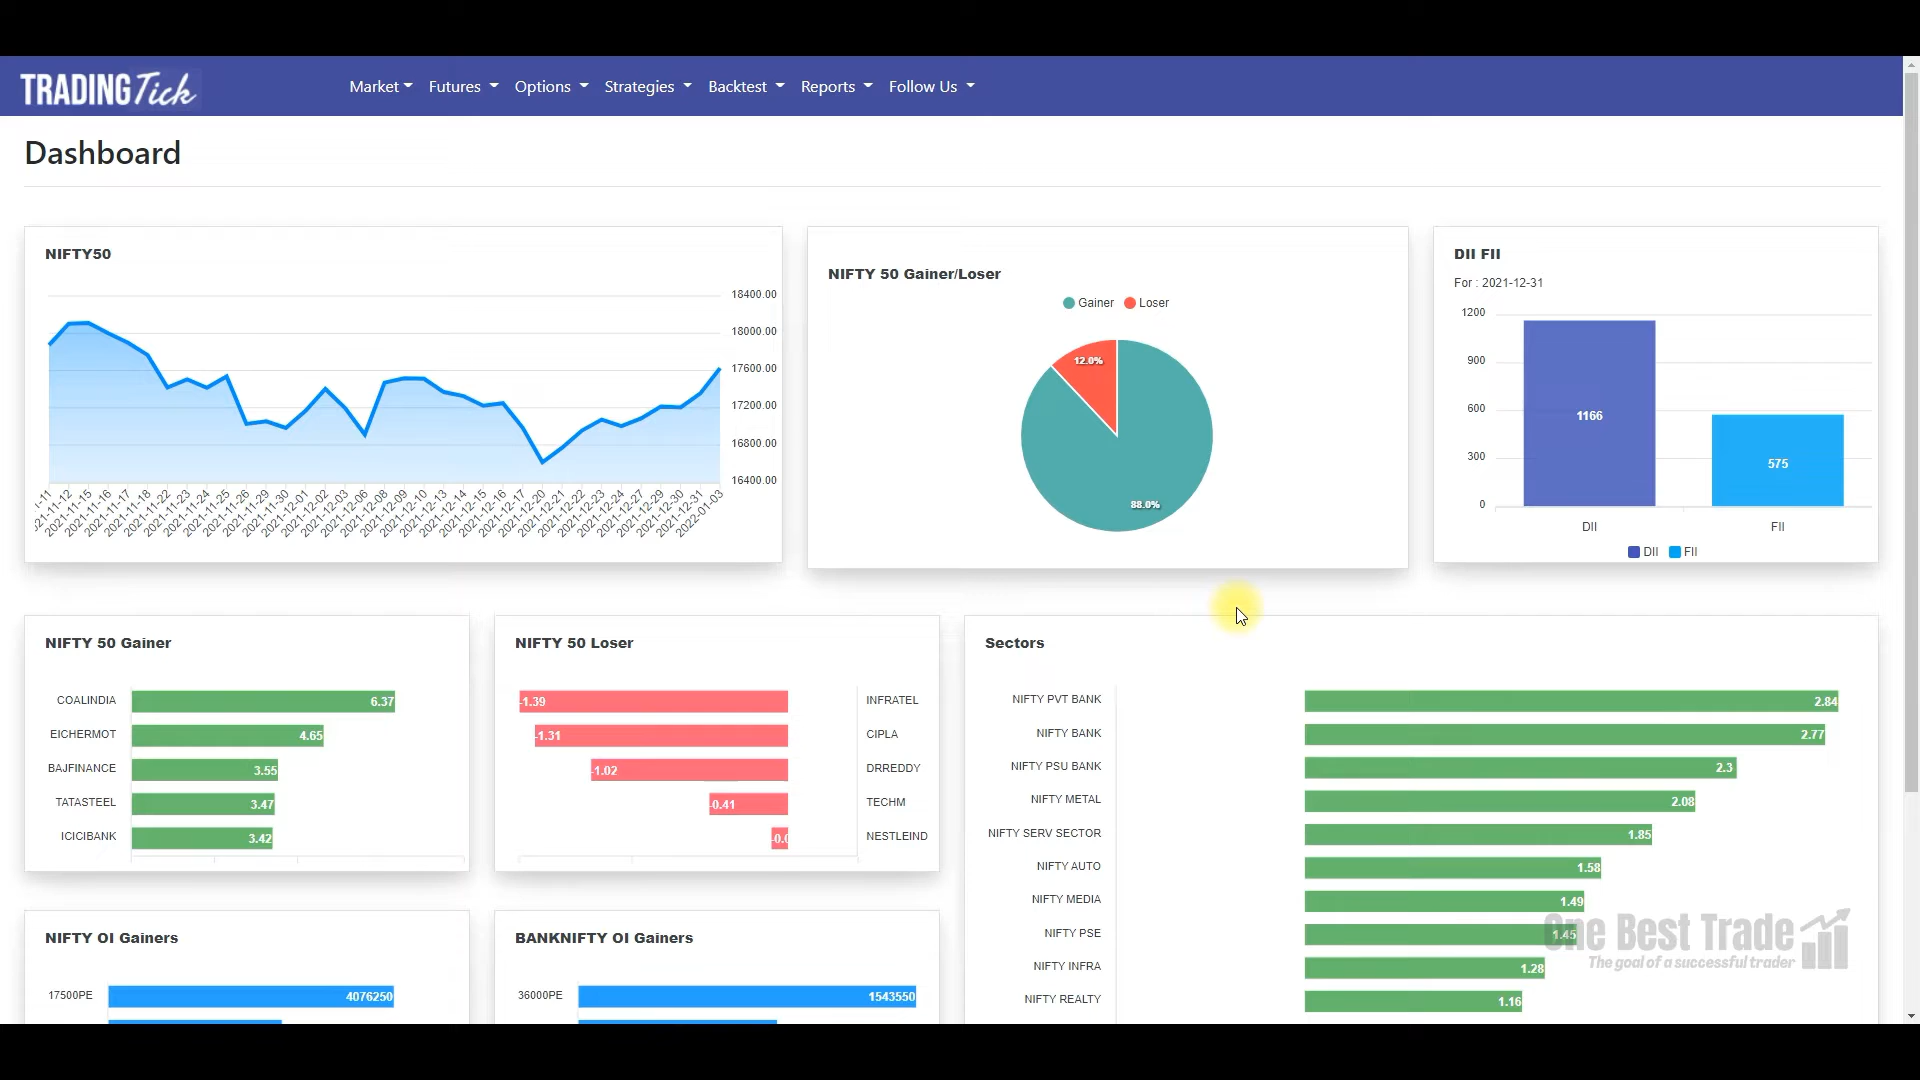 TRADINGTick
Market Futures Options Strategies Backtest Reports Follow Us
Dashboard
NIFTY50
18400.00
18000.00
17600.00
17200.00
16800.00
16400.00
2021-11-15
2021-11-16
2021-11-17
2021-11-18
2021-11-22
2021-11-23
2021-11-24
2021-11-25
2021-11-26
2021-11-29
2021-11-30
2021-12-01
2021-12-02
2021-12-03
2021-12-06
2021-12-08
2021-12-09
2021-12-10
2021-12-13
2021-12-14
2021-12-15
2021-12-16
2021-12-17
2021-12-20
2021-12-21
2021-12-22
2021-12-23
2021-12-24
2021-12-27
2021-12-29
2021-12-30
2021-12-31
2022-01-03
NIFTY 50 Gainer/Loser
Gainer Loser
12.0%
88.0%
DII FII
For : 2021-12-31
1200
900
600
300
0
1166
575
DII FII
DII FII
NIFTY 50 Gainer
COALINDIA 6.37
EICHERMOT 4.65
BAJFINANCE 3.55
TATASTEEL 3.47
ICICIBANK 3.42
NIFTY 50 Loser
-1.39 INFRATEL
-1.31 CIPLA
-1.02 DRREDDY
-0.41 TECHM
NESTLEIND
Sectors
NIFTY PVT BANK 2.84
NIFTY BANK 2.77
NIFTY PSU BANK 2.3
NIFTY METAL 2.08
NIFTY SERV SECTOR 1.85
NIFTY AUTO 1.58
NIFTY MEDIA 1.49
NIFTY PSE 1.45
NIFTY INFRA 1.28
NIFTY REALTY 1.16
One Best Trade
The goal of a successful trader
NIFTY OI Gainers
17500PE 4076250
BANKNIFTY OI Gainers
36000PE 1543550